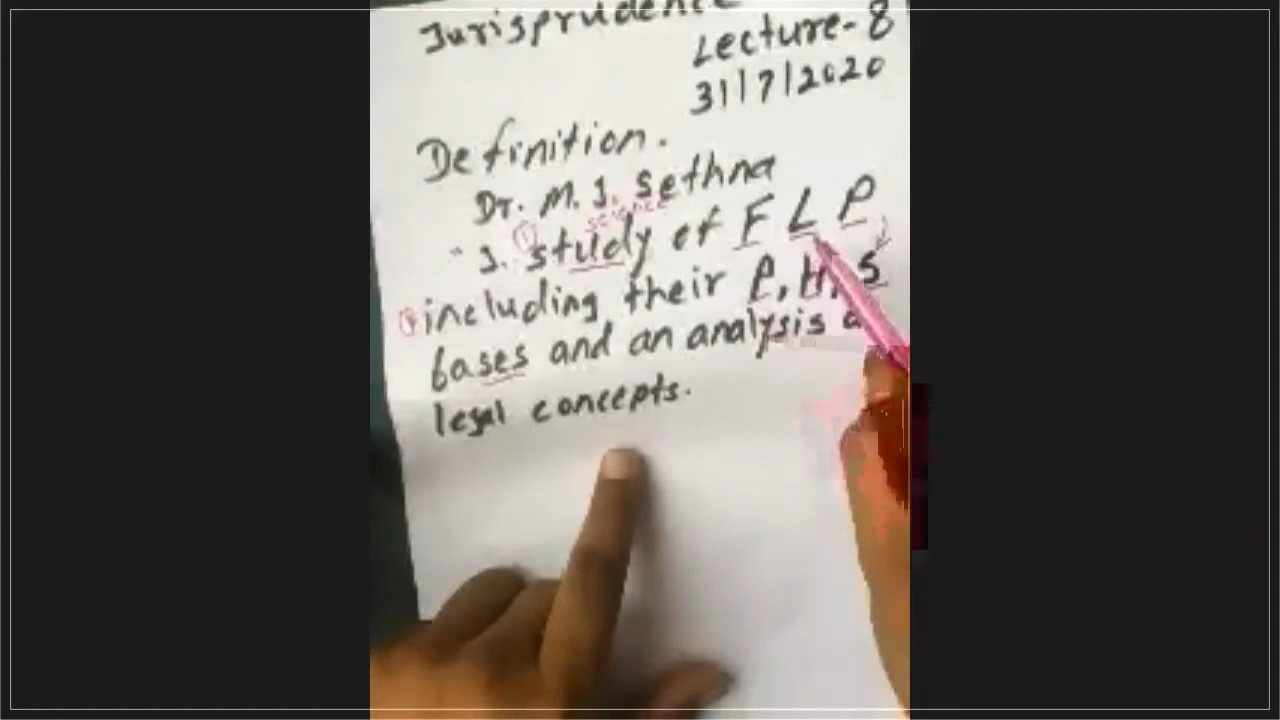 Jurisprudence
Lecture-8
31/7/2020
Definition.
Dr. M. J. Sethna
science
" J. study of F L P
including their P, H, S
bases and an analysis
legal concepts.